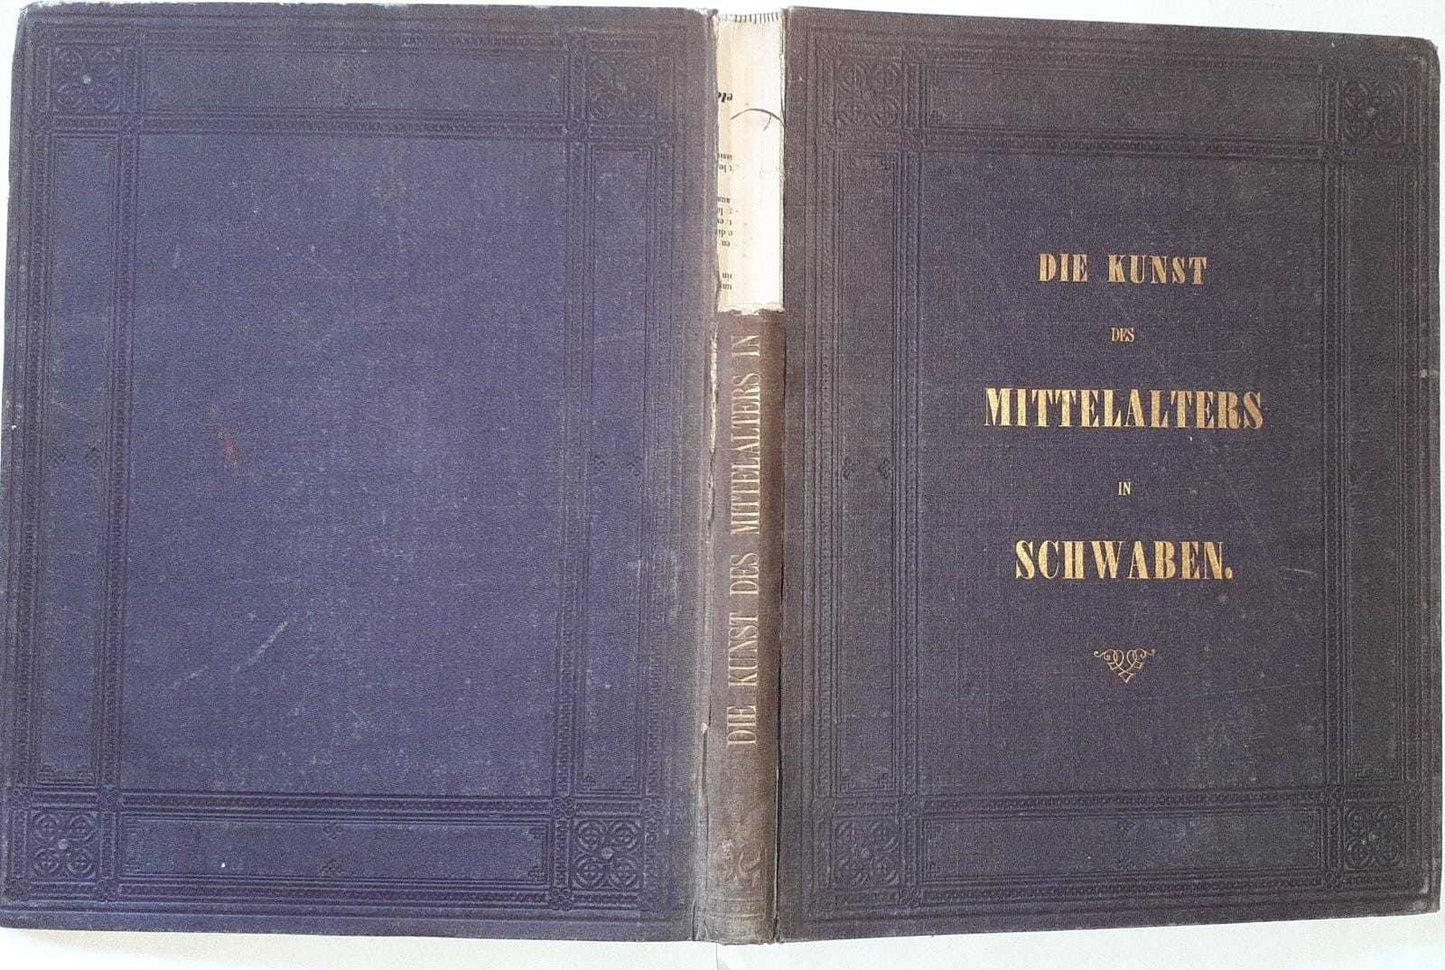 DIE KUNST
DES
MITTELALTERS
IN
SCHWABEN.
DIE KUNST DES MITTELALTERS IN